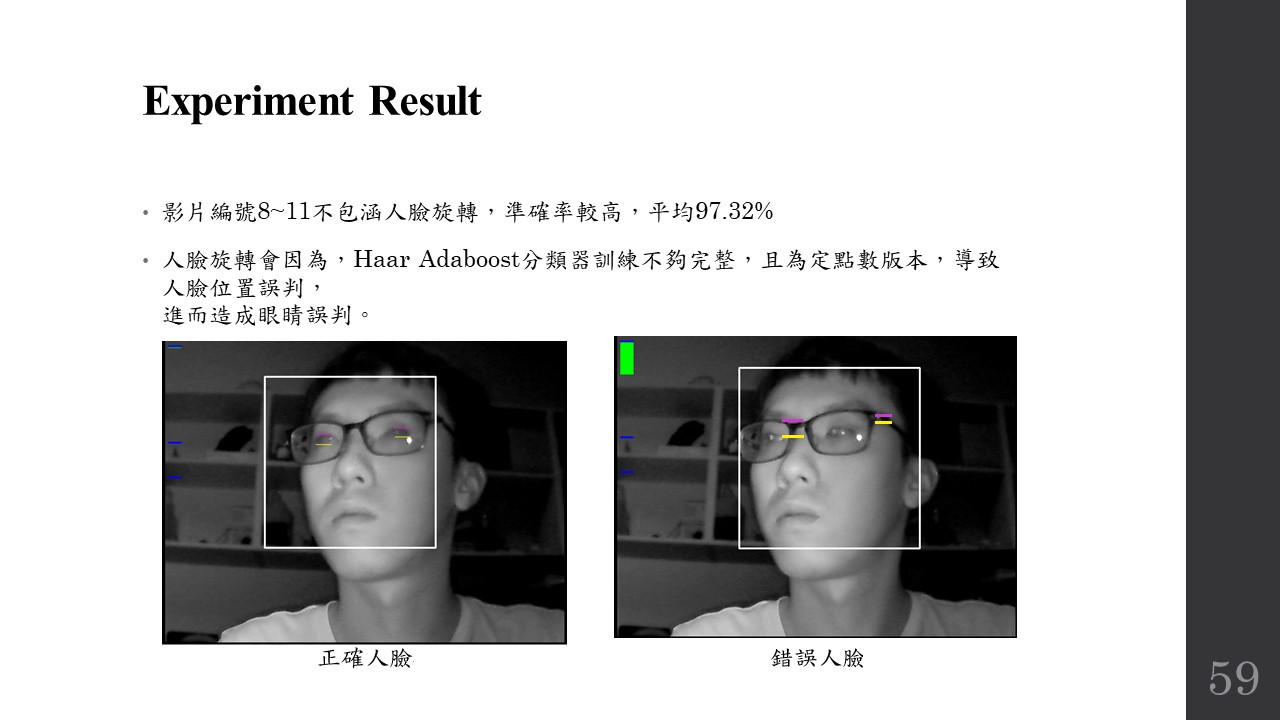 Experiment Result
• 影片編號8~11不包涵人臉旋轉，準確率較高，平均97.32%
• 人臉旋轉會因為，Haar Adaboost分類器訓練不夠完整，且為定點數版本，導致
人臉位置誤判，
進而造成眼睛誤判。
正確人臉
錯誤人臉
59